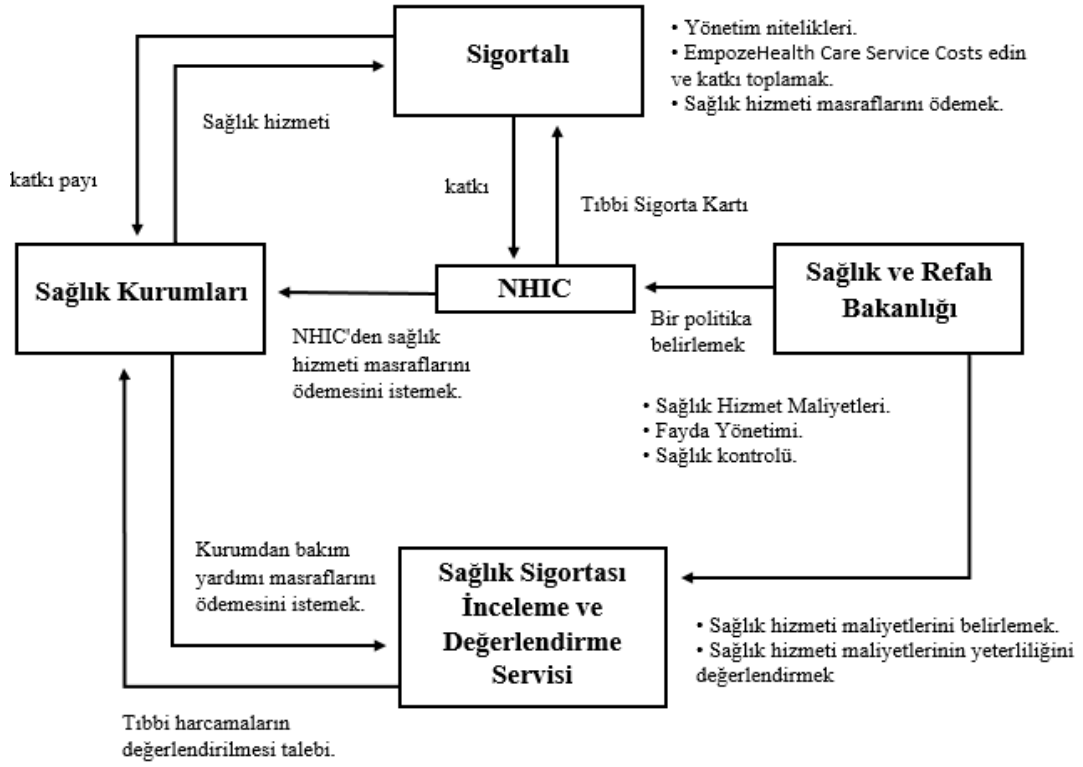 Sigortalı
• Yönetim nitelikleri.
• EmpozeHealth Care Service Costs edin
ve katkı toplamak.
• Sağlık hizmeti masraflarını ödemek.
Sağlık hizmeti
katkı payı
katkı
Tıbbi Sigorta Kartı
Sağlık Kurumları
NHIC
Sağlık ve Refah
Bakanlığı
NHIC'den sağlık
hizmeti masraflarını
ödemesini istemek.
Bir politika
belirlemek
• Sağlık Hizmet Maliyetleri.
• Fayda Yönetimi.
• Sağlık kontrolü.
Kurumdan bakım
yardımı masraflarını
ödemesini istemek.
Sağlık Sigortası
İnceleme ve
Değerlendirme
Servisi
• Sağlık hizmeti maliyetlerini belirlemek.
• Sağlık hizmeti maliyetlerinin yeterliliğini
değerlendirmek
Tıbbi harcamaların
değerlendirilmesi talebi.